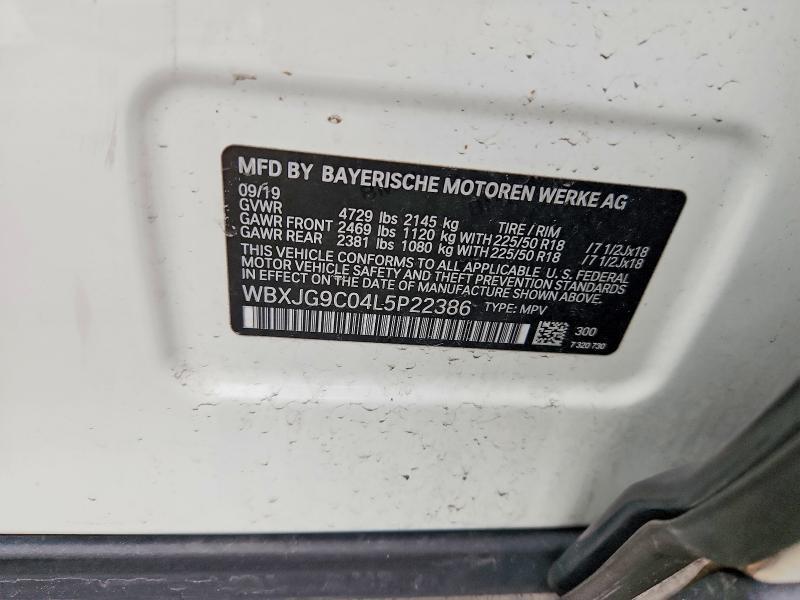 MFD BY BAYERISCHE MOTOREN WERKE AG
09/19
GVWR 4729 lbs 2145 kg TIRE / RIM
GAWR FRONT 2469 lbs 1120 kg WITH 225/50 R18 /7 1/2Jx18
GAWR REAR 2381 lbs 1080 kg WITH 225/50 R18 /7 1/2Jx18
THIS VEHICLE CONFORMS TO ALL APPLICABLE U.S. FEDERAL
MOTOR VEHICLE SAFETY AND THEFT PREVENTION STANDARDS
IN EFFECT ON THE DATE OF MANUFACTURE SHOWN ABOVE.
WBXJG9C04L5P22386 TYPE: MPV
300
7 320 730